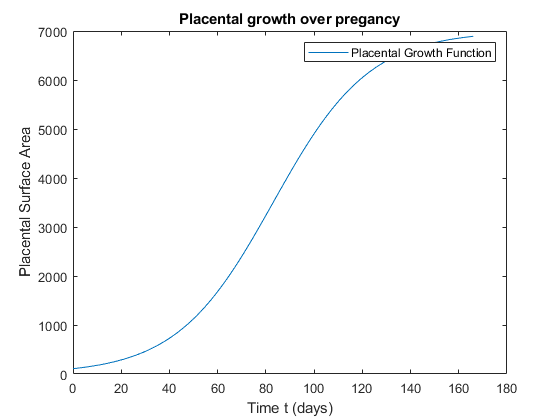 Placental growth over pregancy
Placental Growth Function
7000
6000
5000
4000
3000
2000
1000
0
Placental Surface Area
0 20 40 60 80 100 120 140 160 180
Time t (days)